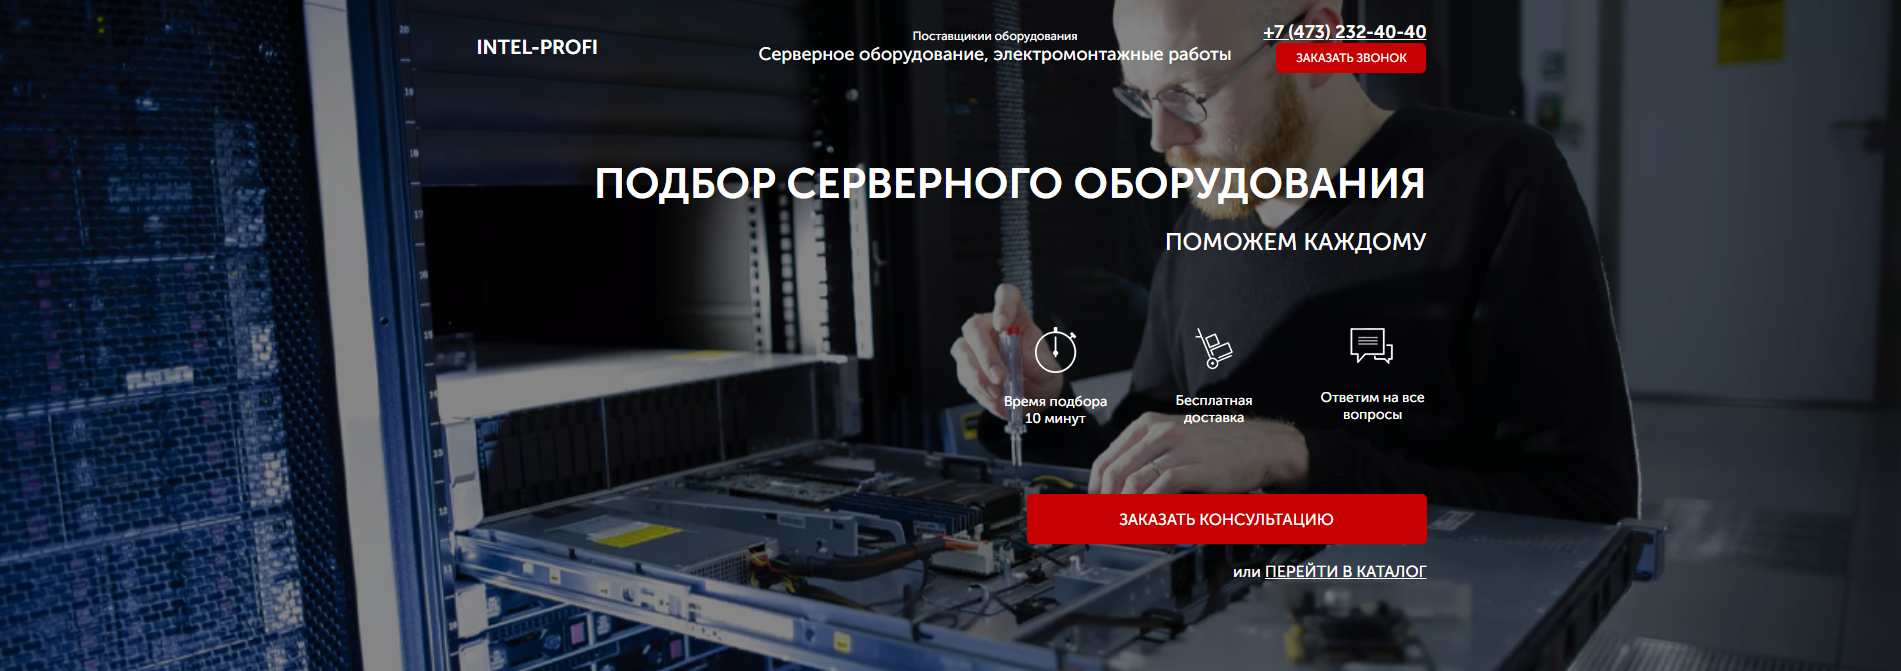 INTEL-PROFI
Поставщикии оборудования
Серверное оборудование, электромонтажные работы
+7 (473) 232-40-40
ЗАКАЗАТЬ ЗВОНОК
ПОДБОР СЕРВЕРНОГО ОБОРУДОВАНИЯ
ПОМОЖЕМ КАЖДОМУ
Время подбора
10 минут
Бесплатная
доставка
Ответим на все
вопросы
ЗАКАЗАТЬ КОНСУЛЬТАЦИЮ
или ПЕРЕЙТИ В КАТАЛОГ